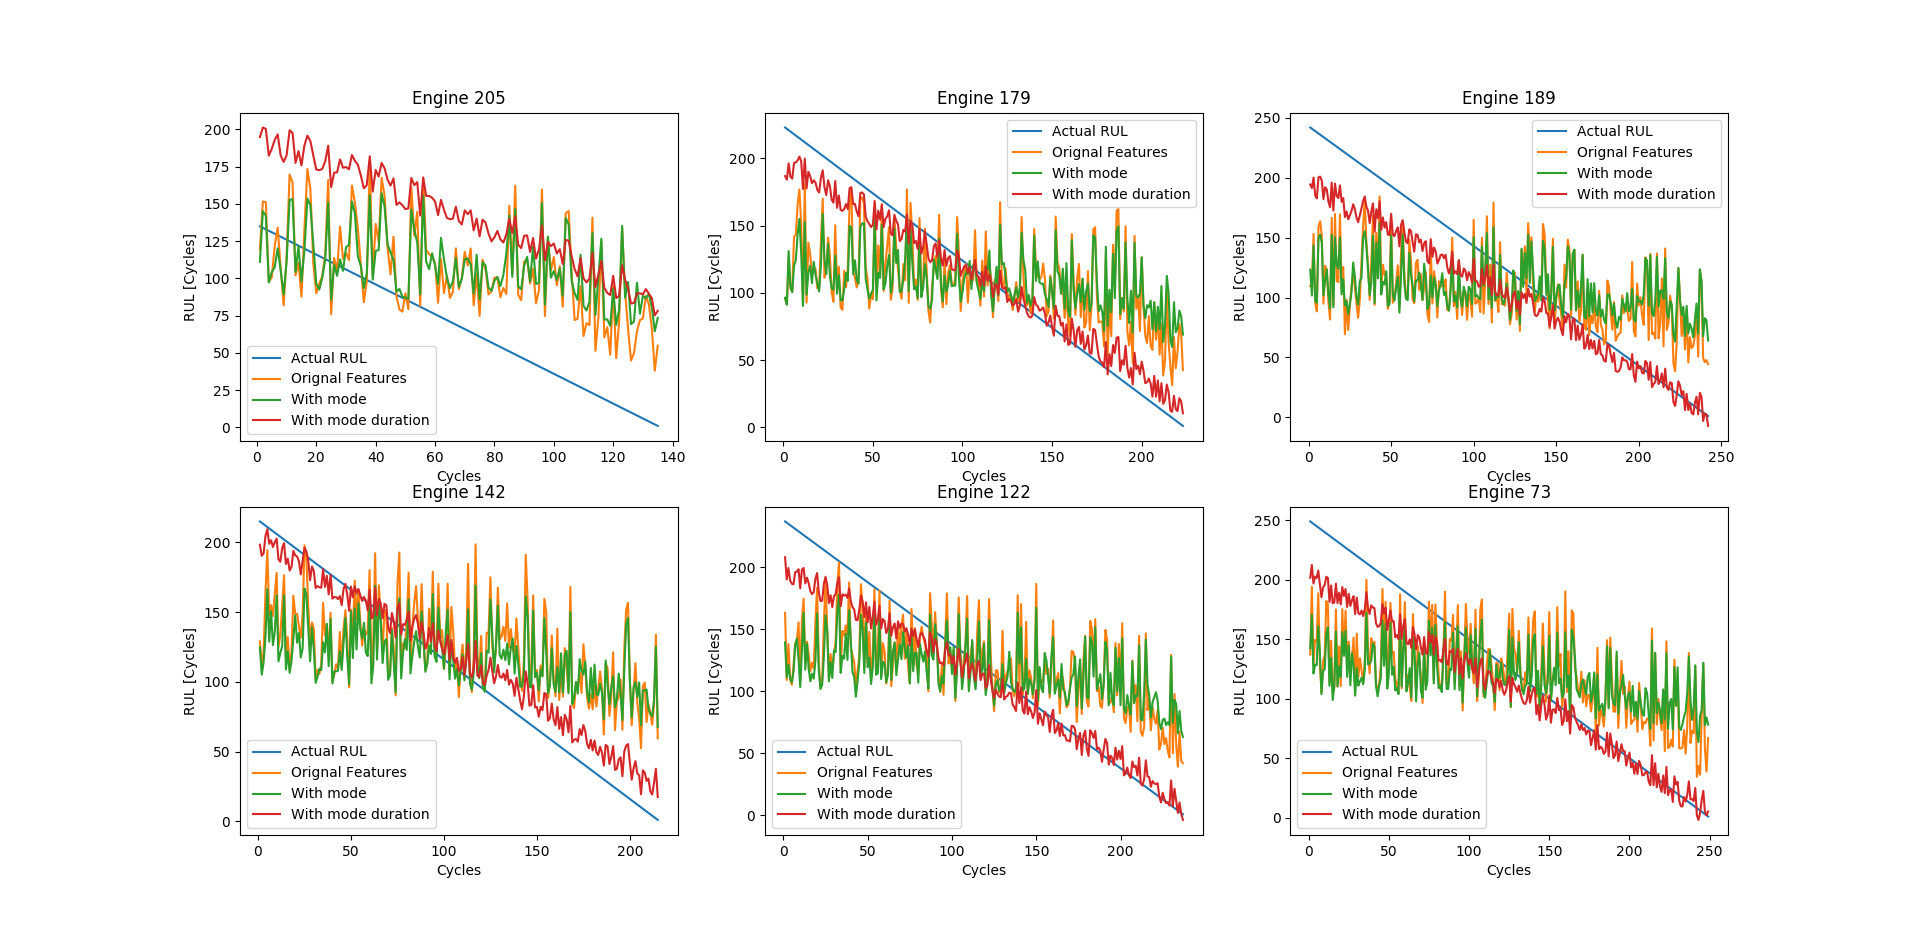 Engine 205
RUL [Cycles]
200
175
150
125
100
75
50
25
0
Actual RUL
Orignal Features
With mode
With mode duration
0 20 40 60 80 100 120 140
Cycles
Engine 179
RUL [Cycles]
200
150
100
50
0
Actual RUL
Orignal Features
With mode
With mode duration
0 50 100 150 200
Cycles
Engine 189
RUL [Cycles]
250
200
150
100
50
0
Actual RUL
Orignal Features
With mode
With mode duration
0 50 100 150 200 250
Cycles
Engine 142
RUL [Cycles]
200
150
100
50
0
Actual RUL
Orignal Features
With mode
With mode duration
0 50 100 150 200
Cycles
Engine 122
RUL [Cycles]
200
150
100
50
0
Actual RUL
Orignal Features
With mode
With mode duration
0 50 100 150 200
Cycles
Engine 73
RUL [Cycles]
250
200
150
100
50
0
Actual RUL
Orignal Features
With mode
With mode duration
0 50 100 150 200 250
Cycles